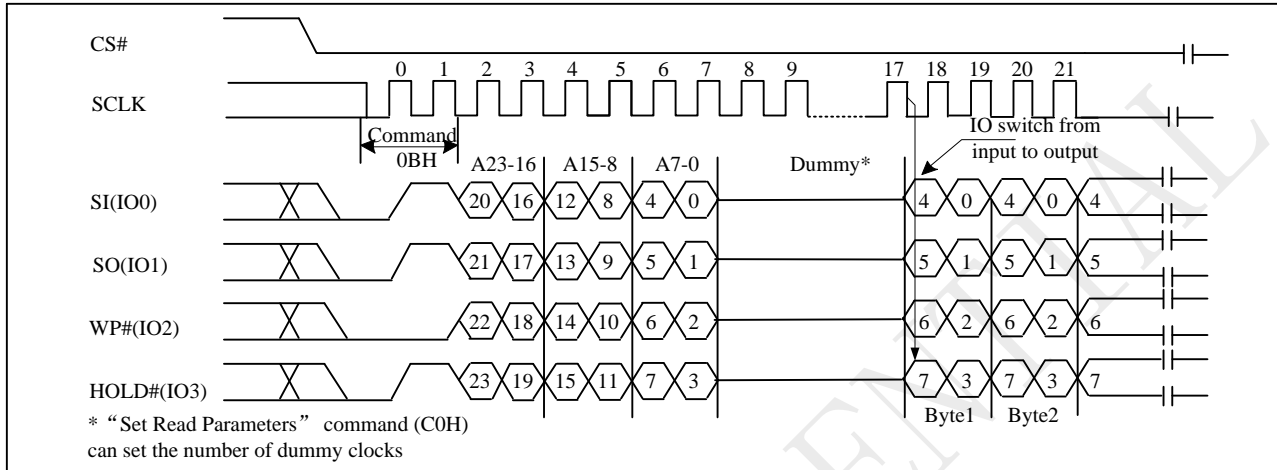 CS#
0 1 2 3 4 5 6 7 8 9 17 18 19 20 21
SCLK
Command
0BH
IO switch from
input to output
A23-16 A15-8 A7-0 Dummy*
SI(IO0) 20 16 12 8 4 0 4 0 4 0 4
SO(IO1) 21 17 13 9 5 1 5 1 5 1 5
WP#(IO2) 22 18 14 10 6 2 6 2 6 2 6
HOLD#(IO3) 23 19 15 11 7 3 7 3 7 3 7
Byte1 Byte2
* “Set Read Parameters” command (C0H)
can set the number of dummy clocks
ENTIAL